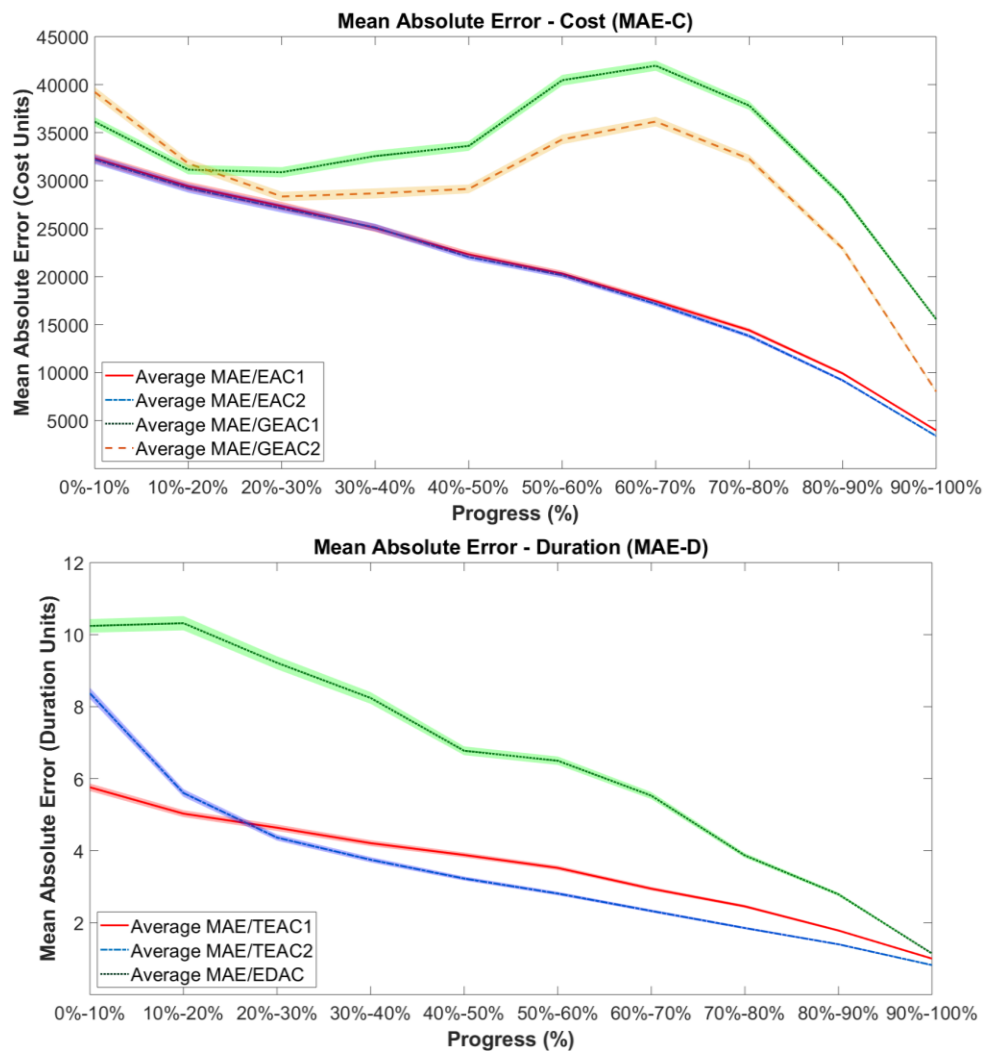 Mean Absolute Error - Cost (MAE-C)
Mean Absolute Error (Cost Units)
45000
40000
35000
30000
25000
20000
15000
10000
5000
Average MAE/EAC1
Average MAE/EAC2
Average MAE/GEAC1
Average MAE/GEAC2
0%-10% 10%-20% 20%-30% 30%-40% 40%-50% 50%-60% 60%-70% 70%-80% 80%-90% 90%-100%
Progress (%)
Mean Absolute Error - Duration (MAE-D)
Mean Absolute Error (Duration Units)
12
10
8
6
4
2
Average MAE/TEAC1
Average MAE/TEAC2
Average MAE/EDAC
0%-10% 10%-20% 20%-30% 30%-40% 40%-50% 50%-60% 60%-70% 70%-80% 80%-90% 90%-100%
Progress (%)